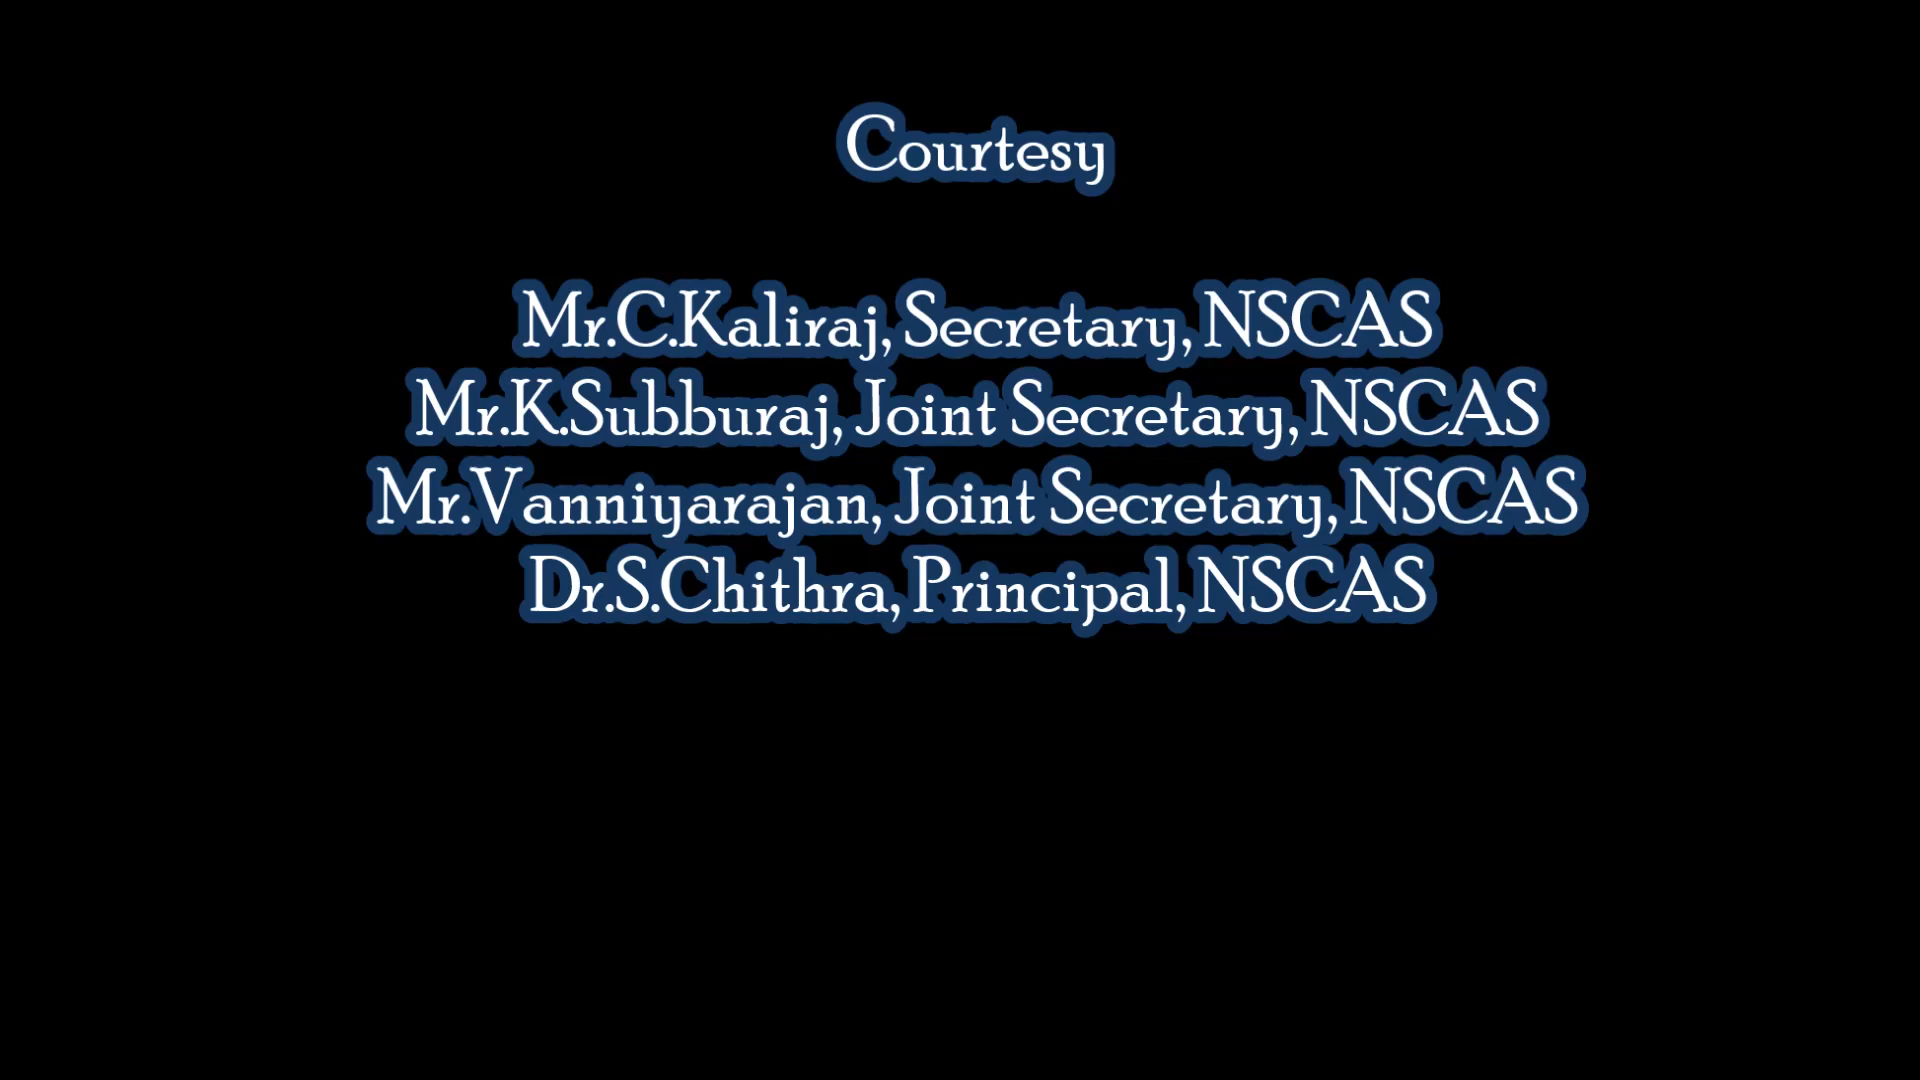 Courtesy
Mr.C.Kaliraj, Secretary, NSCAS
Mr.K.Subburaj, Joint Secretary, NSCAS
Mr.Vanniyarajan, Joint Secretary, NSCAS
Dr.S.Chithra, Principal, NSCAS